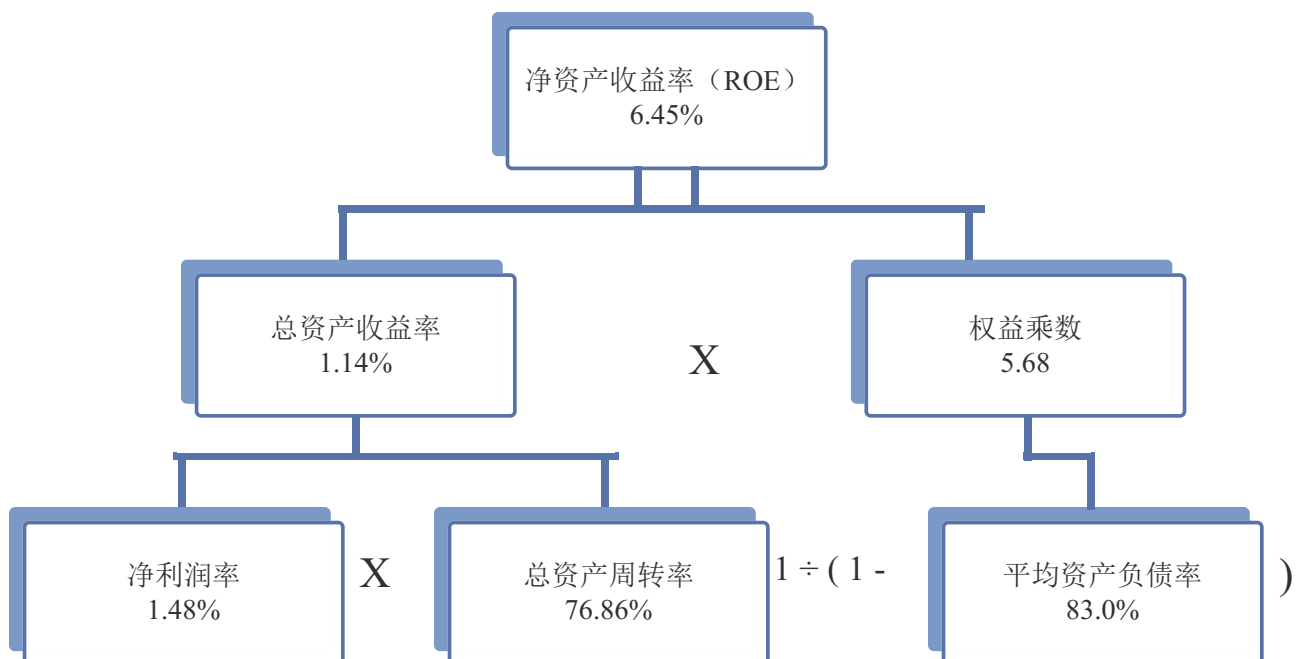 净资产收益率（ROE）
6.45%
总资产收益率
1.14%
X
权益乘数
5.68
净利润率
1.48%
X
总资产周转率
76.86%
1 ÷ ( 1 -
平均资产负债率
83.0%
)